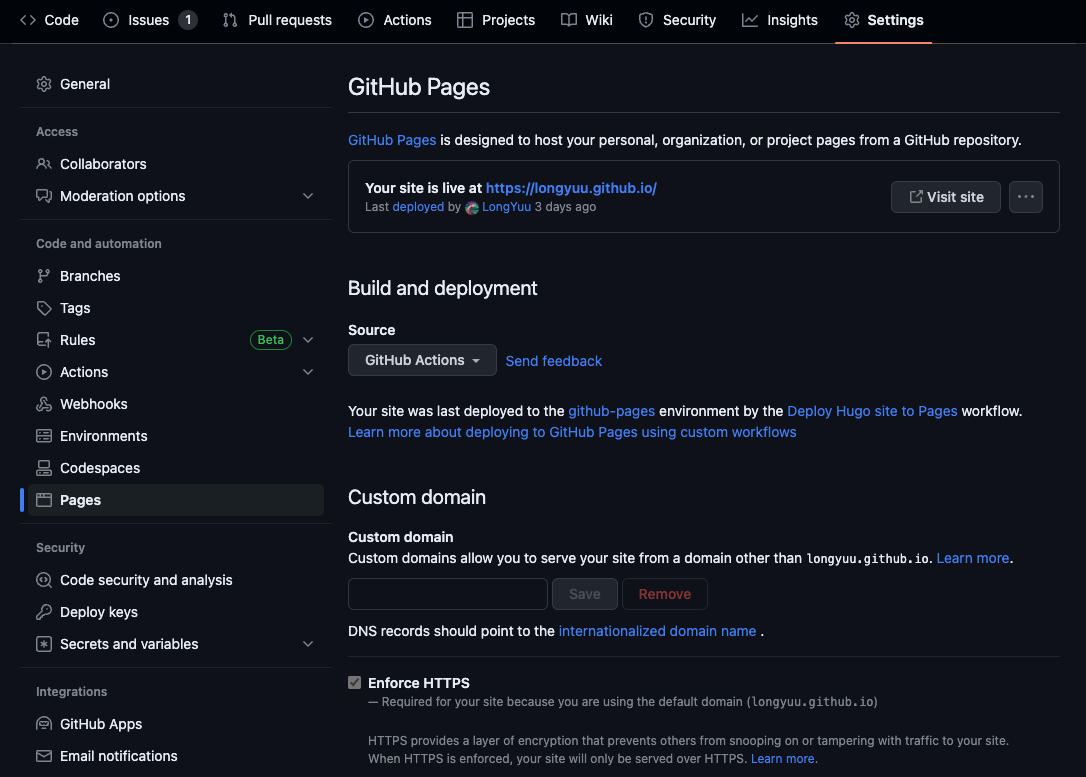 Code Issues 1 Pull requests Actions Projects Wiki Security Insights Settings
General
Access
Collaborators
Moderation options
Code and automation
Branches
Tags
Rules Beta
Actions
Webhooks
Environments
Codespaces
Pages
Security
Code security and analysis
Deploy keys
Secrets and variables
Integrations
GitHub Apps
Email notifications
GitHub Pages
GitHub Pages is designed to host your personal, organization, or project pages from a GitHub repository.
Your site is live at https://longyuu.github.io/
Last deployed by LongYuu 3 days ago
Visit site
Build and deployment
Source
GitHub Actions Send feedback
Your site was last deployed to the github-pages environment by the Deploy Hugo site to Pages workflow.
Learn more about deploying to GitHub Pages using custom workflows
Custom domain
Custom domain
Custom domains allow you to serve your site from a domain other than longyuu.github.io. Learn more.
Save Remove
DNS records should point to the internationalized domain name .
Enforce HTTPS
— Required for your site because you are using the default domain (longyuu.github.io)
HTTPS provides a layer of encryption that prevents others from snooping on or tampering with traffic to your site.
When HTTPS is enforced, your site will only be served over HTTPS. Learn more.